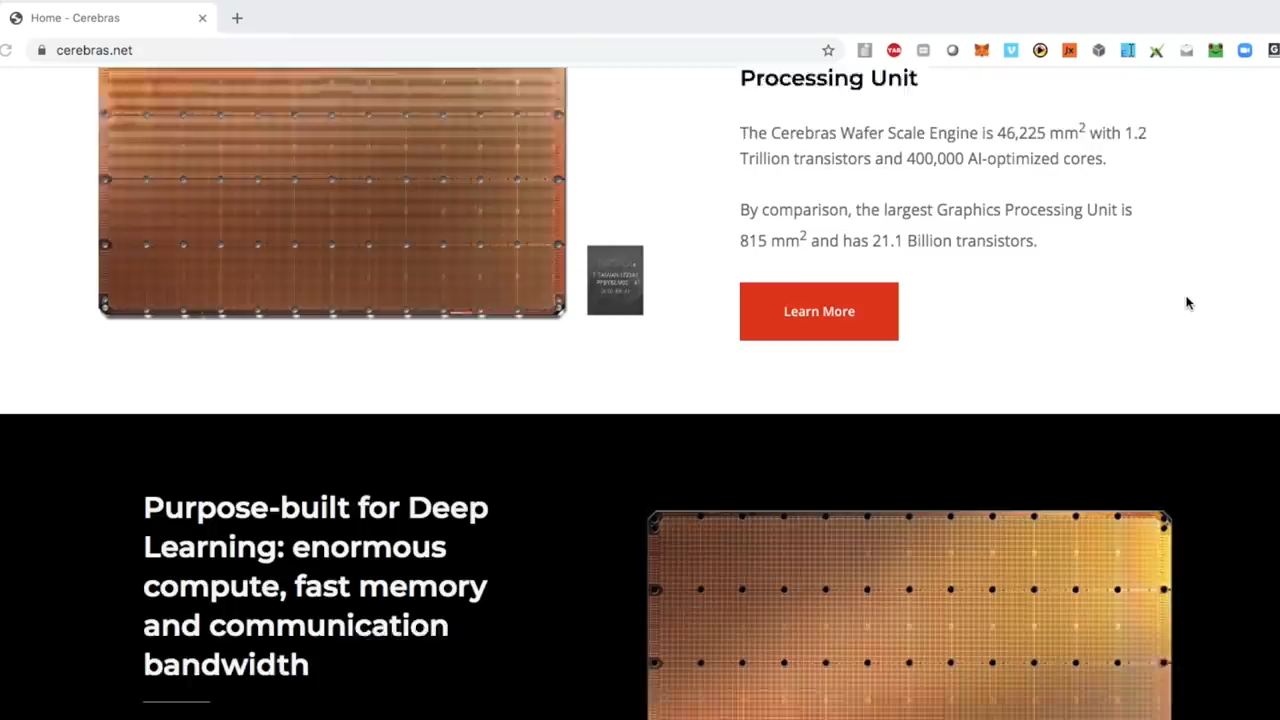 Home - Cerebras
cerebras.net
Processing Unit
The Cerebras Wafer Scale Engine is 46,225 mm² with 1.2
Trillion transistors and 400,000 AI-optimized cores.
By comparison, the largest Graphics Processing Unit is
815 mm² and has 21.1 Billion transistors.
Learn More
Purpose-built for Deep
Learning: enormous
compute, fast memory
and communication
bandwidth